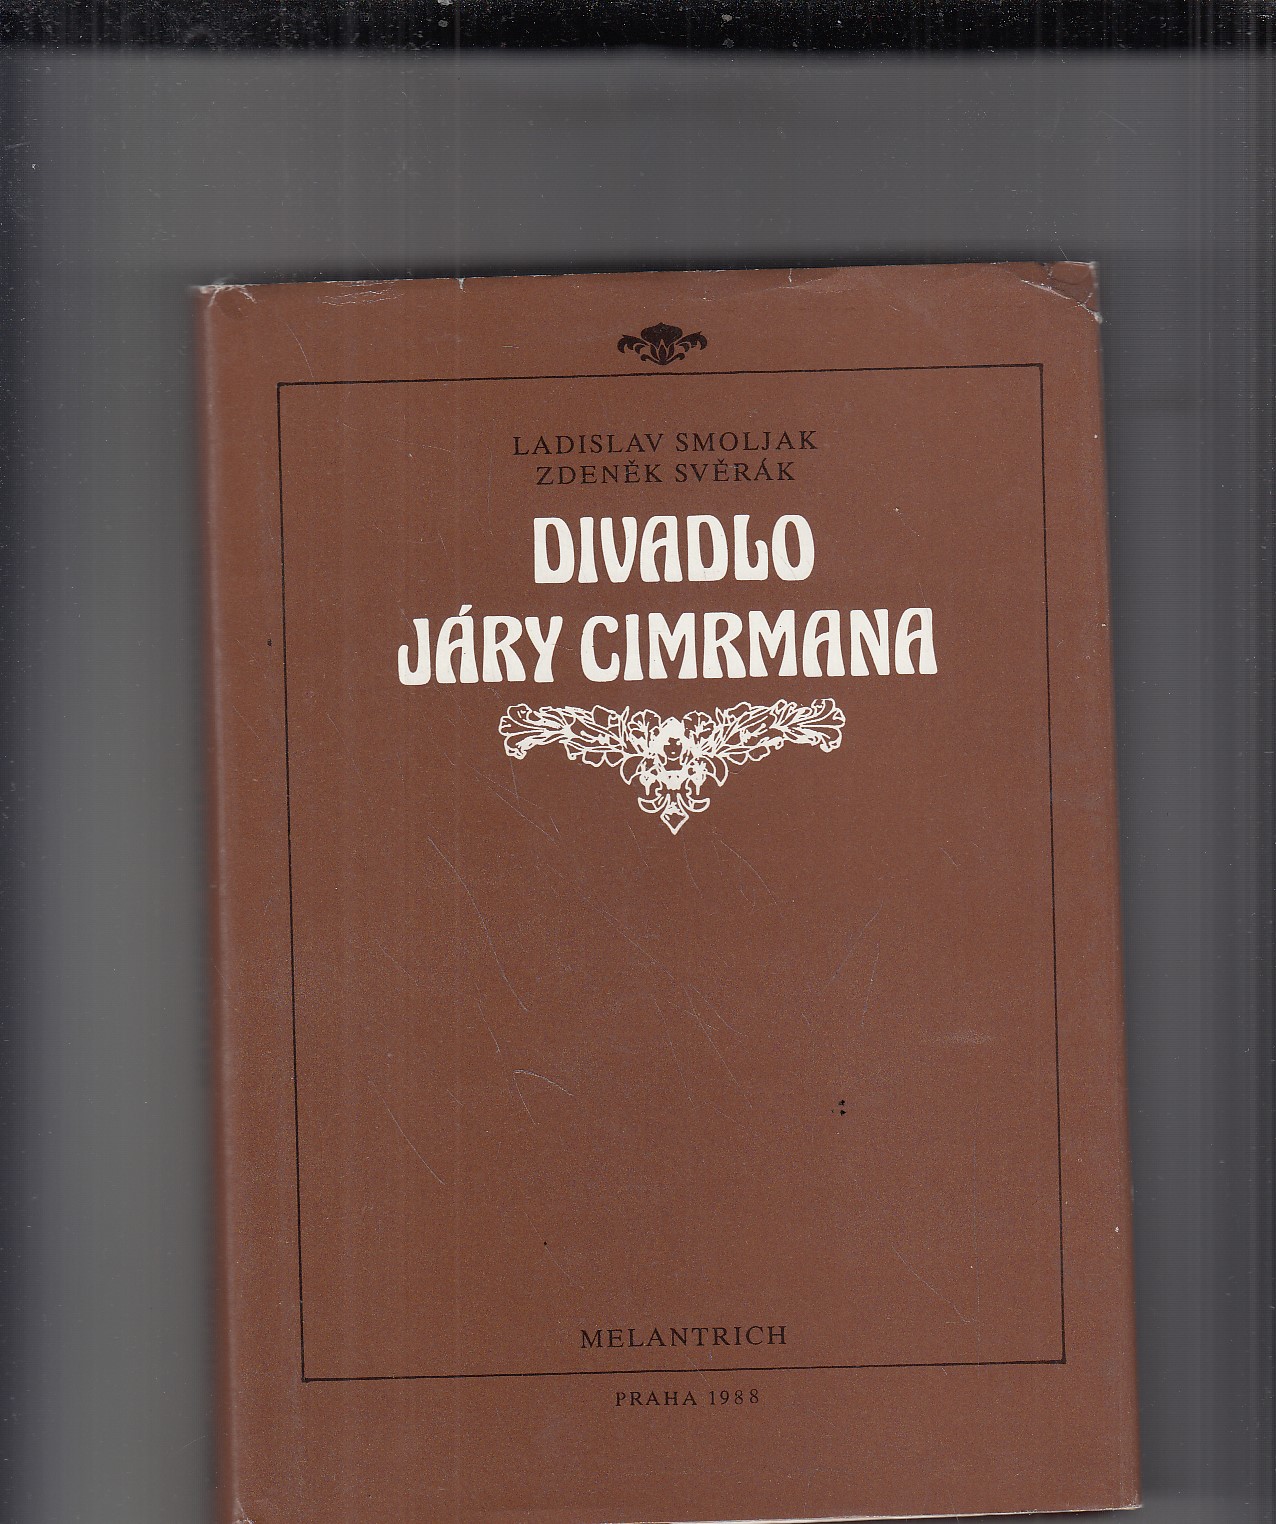 LADISLAV SMOLJAK
ZDENĚK SVĚRÁK
DIVADLO
JÁRY CIMRMANA
MELANTRICH
PRAHA 1988